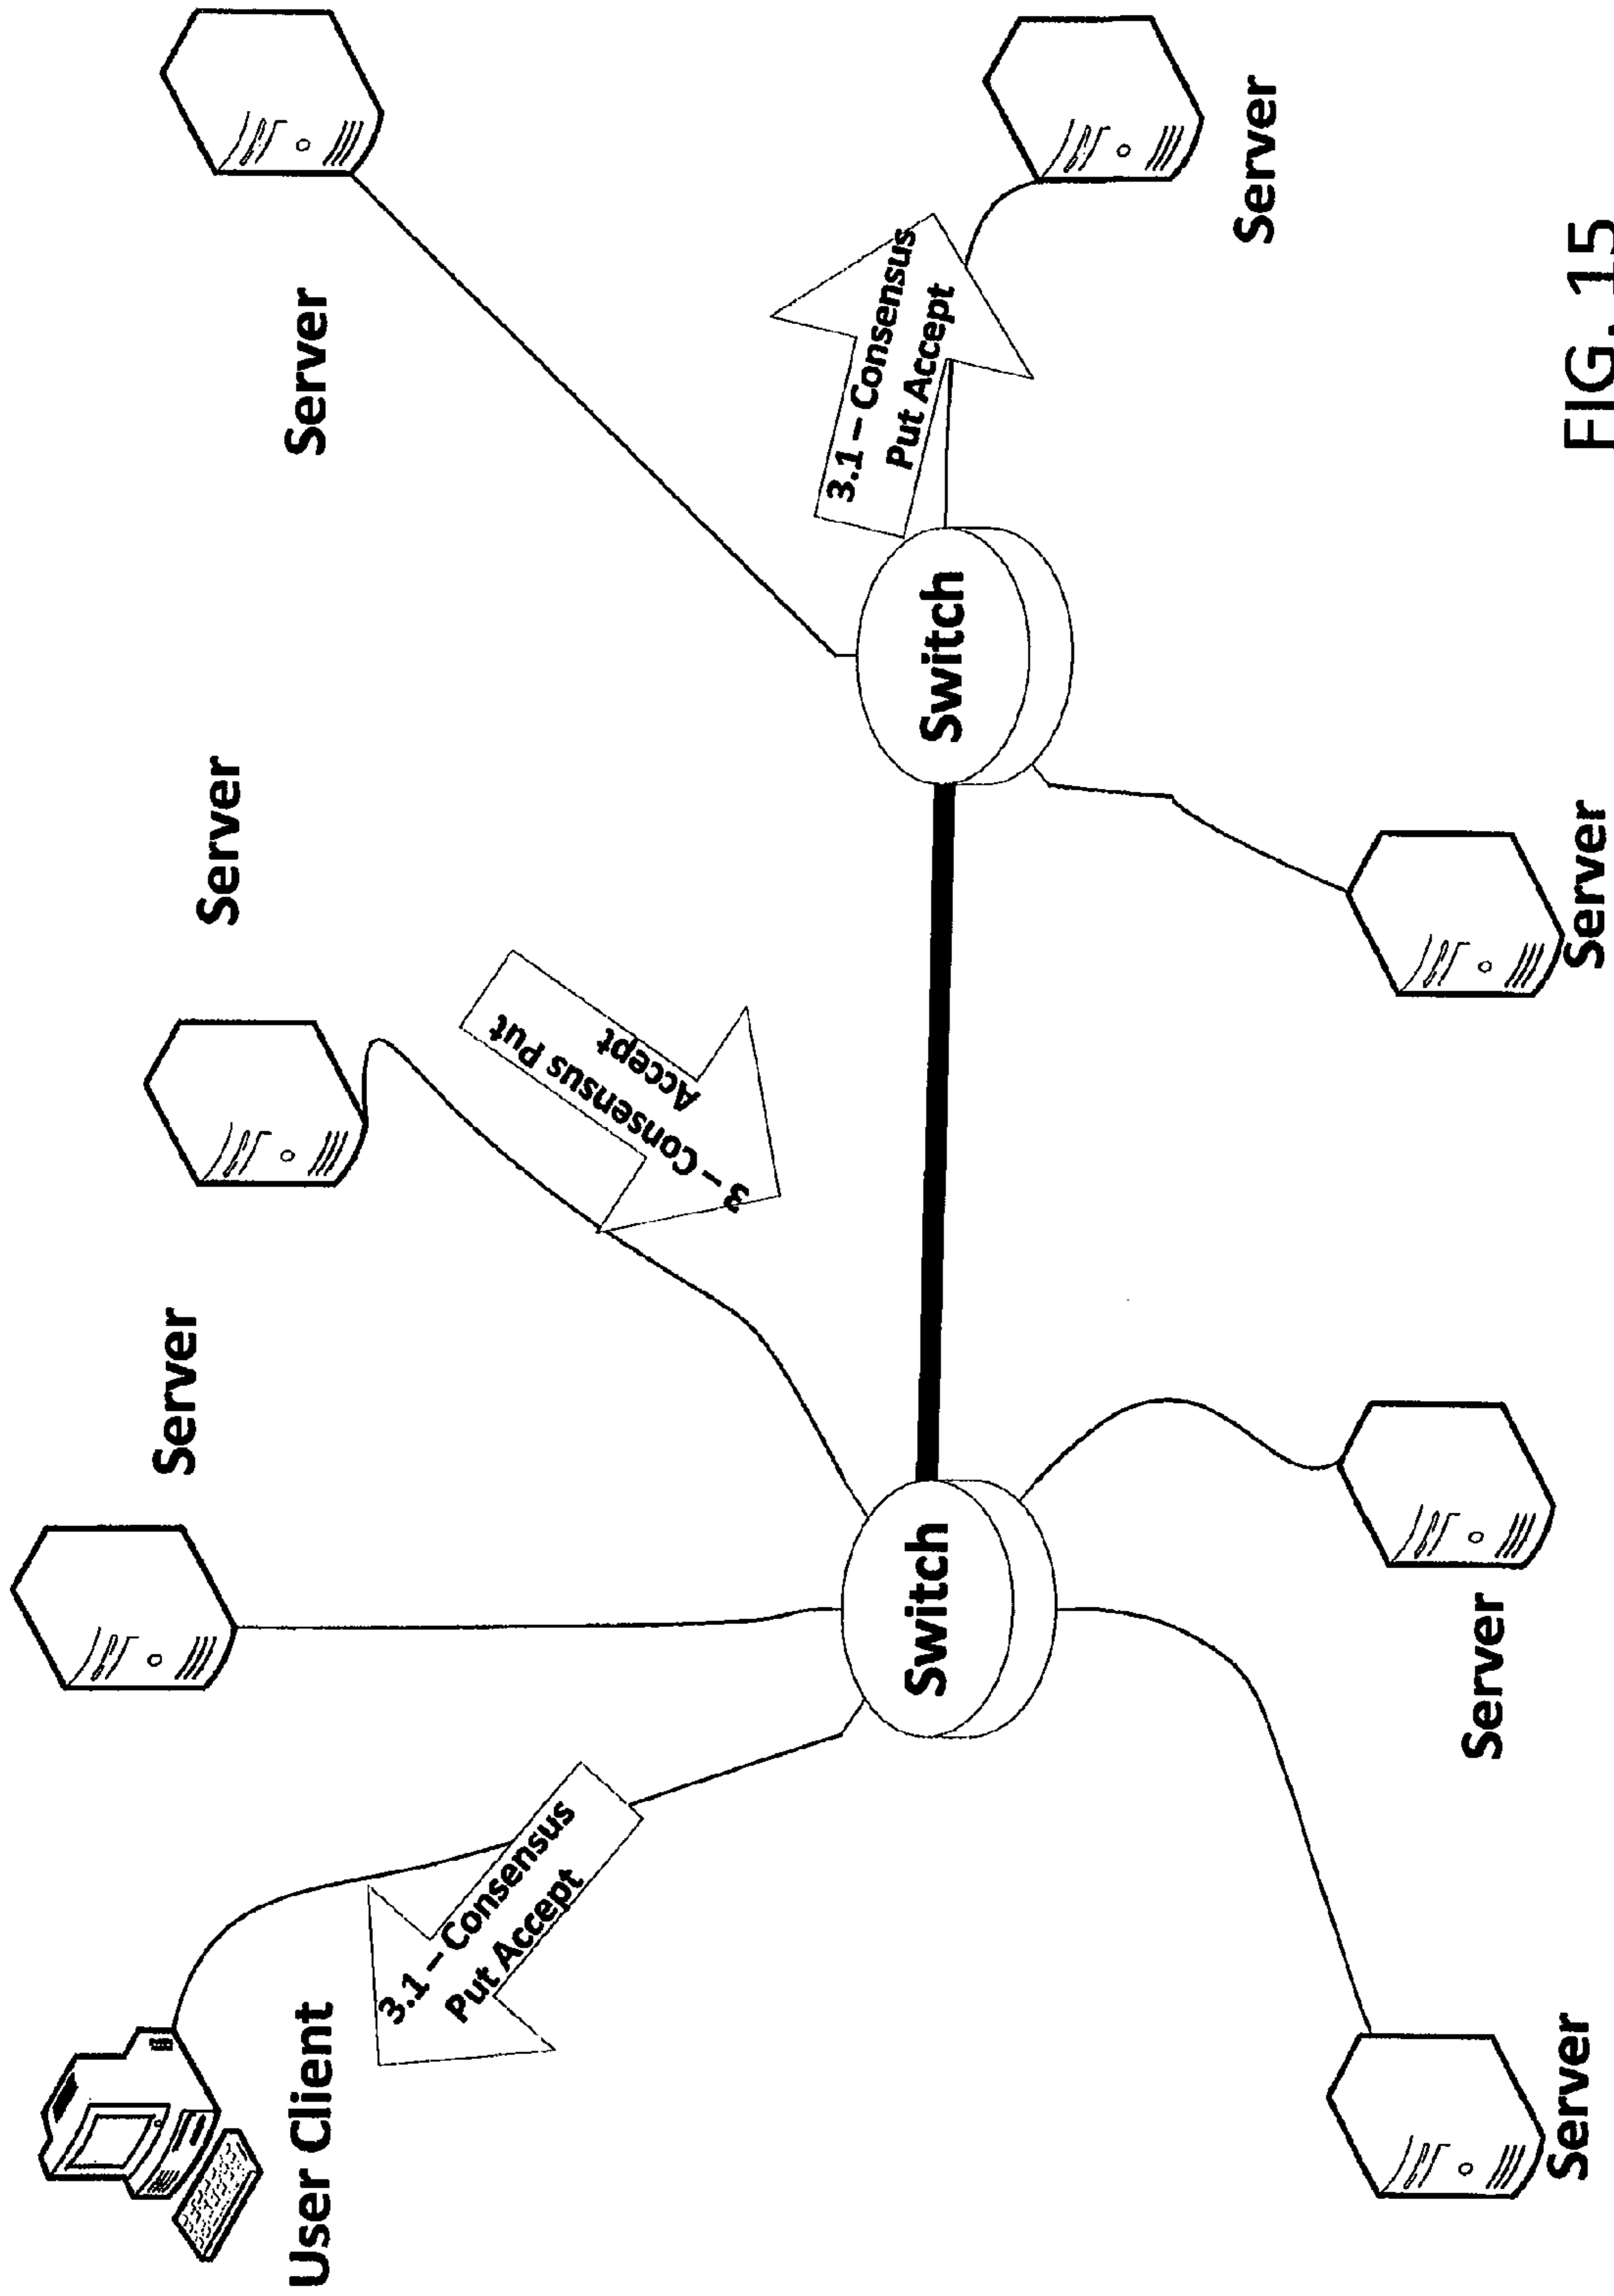 Server
Server
Server
User Client
3.1 – Consensus
Put Accept
3 – Consensus Put
Accept
3.1 – Consensus
Put Accept
Switch
Switch
Server
Server
Server
Server
FIG. 15